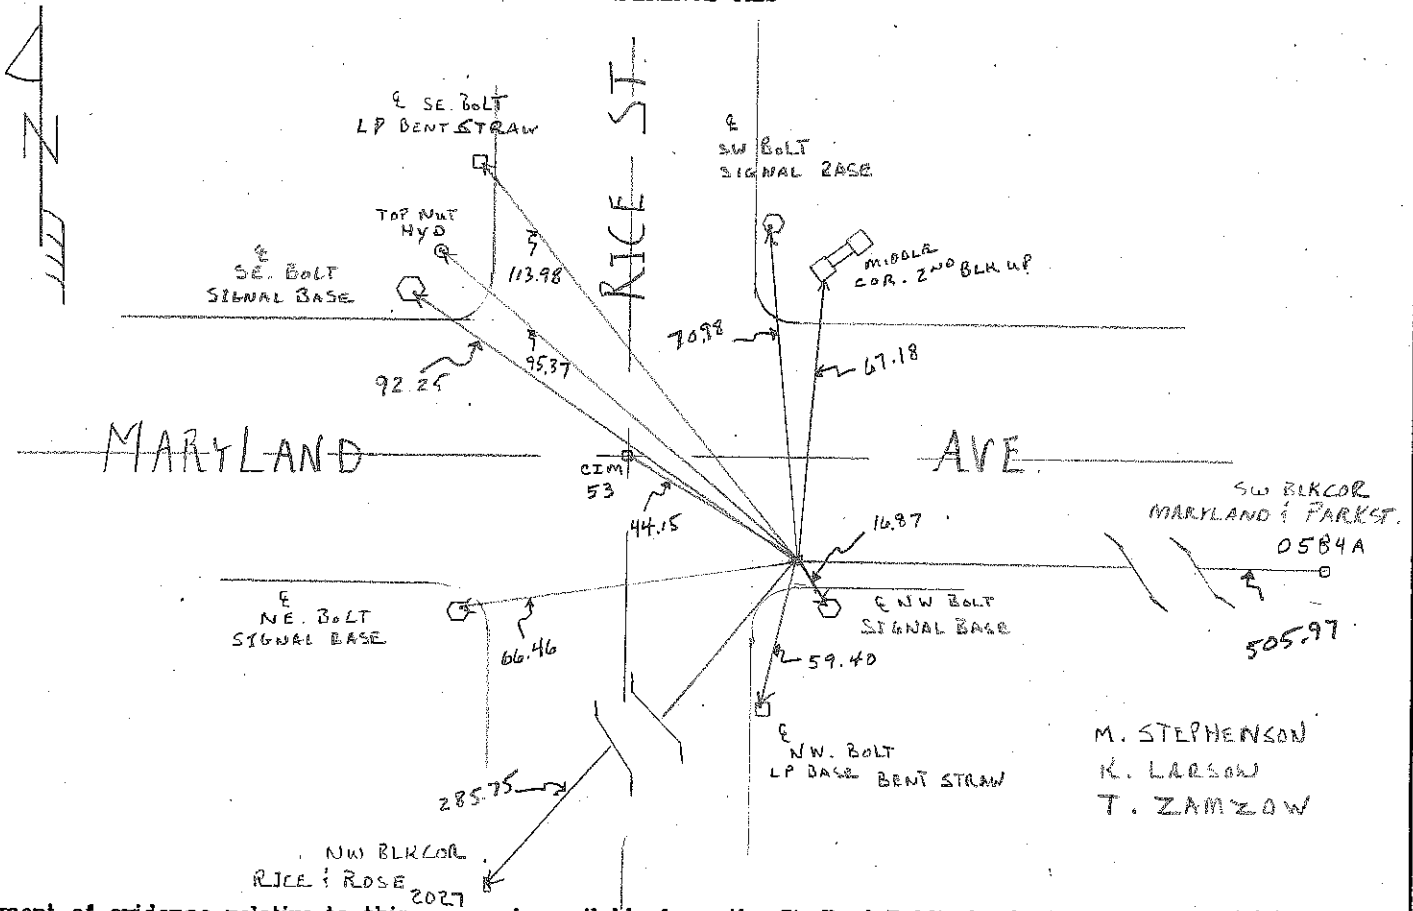 N
RICE ST.
℄ SE. BOLT
LP BENT STRAW
℄
SW BOLT
SIGNAL BASE
TOP NUT
HYD
℄
SE. BOLT
SIGNAL BASE
MIDDLE
COR. 2ND BLK UP
113.98
95.37
92.25
70.98
67.18
MARYLAND AVE.
CIM
53
44.15
16.87
SW BLKCOR
MARYLAND & PARKST.
0584A
505.97
℄
NE. BOLT
SIGNAL BASE
66.46
℄ NW BOLT
SIGNAL BASE
59.40
℄
NW. BOLT
LP BASE BENT STRAW
M. STEPHENSON
K. LARSON
T. ZAMZOW
285.75
NW BLKCOR
RICE & ROSE 2027